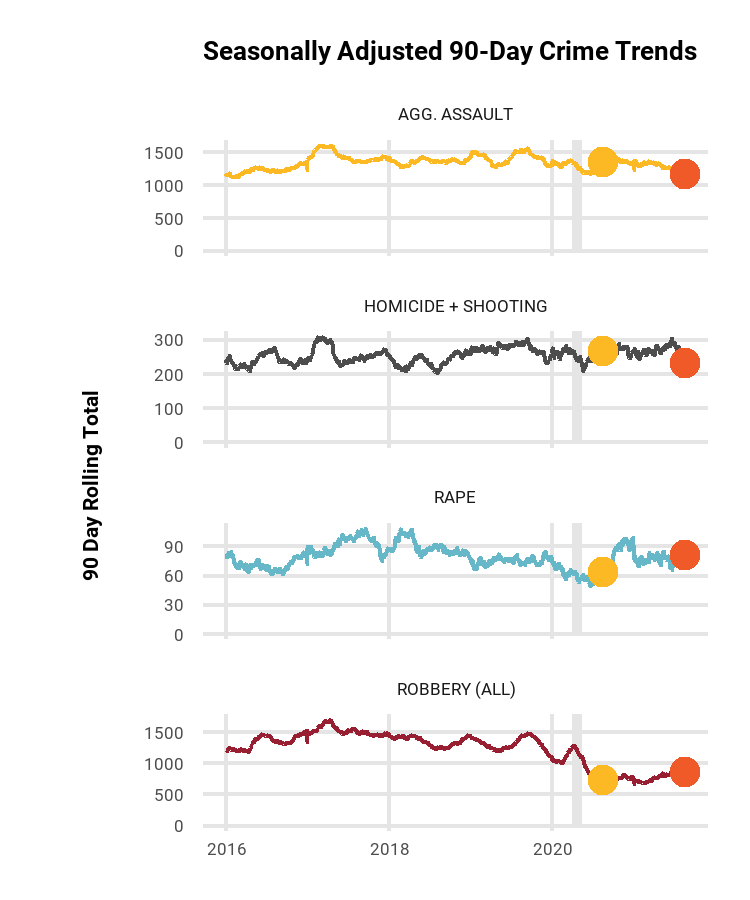 Seasonally Adjusted 90-Day Crime Trends
AGG. ASSAULT
1500
1000
500
0
HOMICIDE + SHOOTING
300
200
100
0
90 Day Rolling Total
RAPE
90
60
30
0
ROBBERY (ALL)
1500
1000
500
0
2016 2018 2020